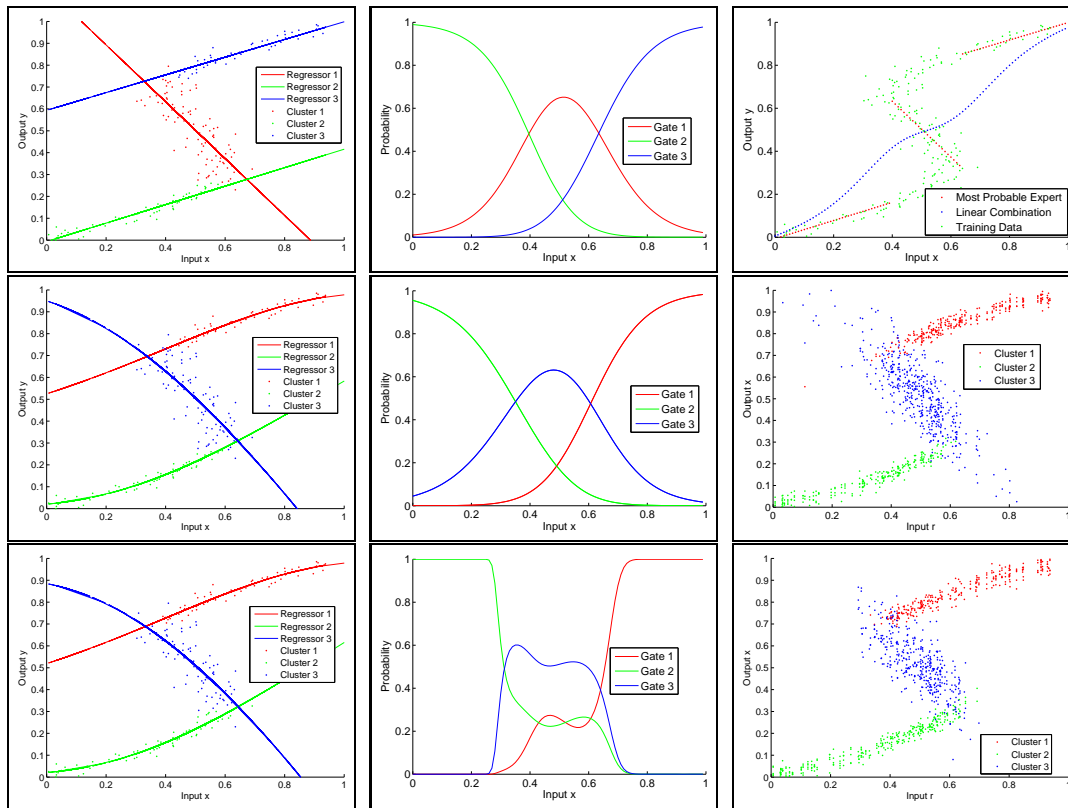 1
0.9
0.8
0.7
0.6
0.5
0.4
0.3
0.2
0.1
0
Output y
0 0.2 0.4 0.6 0.8 1
Input x
Regressor 1
Regressor 2
Regressor 3
Cluster 1
Cluster 2
Cluster 3
1
0.8
0.6
0.4
0.2
0
Probability
0 0.2 0.4 0.6 0.8 1
Input x
Gate 1
Gate 2
Gate 3
1
0.9
0.8
0.7
0.6
0.5
0.4
0.3
0.2
0.1
0
Output y
0 0.2 0.4 0.6 0.8 1
Input x
Most Probable Expert
Linear Combination
Training Data
1
0.9
0.8
0.7
0.6
0.5
0.4
0.3
0.2
0.1
0
Output y
0 0.2 0.4 0.6 0.8 1
Input x
Regressor 1
Regressor 2
Regressor 3
Cluster 1
Cluster 2
Cluster 3
1
0.8
0.6
0.4
0.2
0
Probability
0 0.2 0.4 0.6 0.8 1
Input x
Gate 1
Gate 2
Gate 3
1
0.9
0.8
0.7
0.6
0.5
0.4
0.3
0.2
0.1
0
Output x
0 0.2 0.4 0.6 0.8 1
Input r
Cluster 1
Cluster 2
Cluster 3
1
0.9
0.8
0.7
0.6
0.5
0.4
0.3
0.2
0.1
0
Output y
0 0.2 0.4 0.6 0.8 1
Input x
Regressor 1
Regressor 2
Regressor 3
Cluster 1
Cluster 2
Cluster 3
1
0.8
0.6
0.4
0.2
0
Probability
0 0.2 0.4 0.6 0.8 1
Input x
Gate 1
Gate 2
Gate 3
1
0.9
0.8
0.7
0.6
0.5
0.4
0.3
0.2
0.1
0
Output x
0 0.2 0.4 0.6 0.8 1
Input r
Cluster 1
Cluster 2
Cluster 3